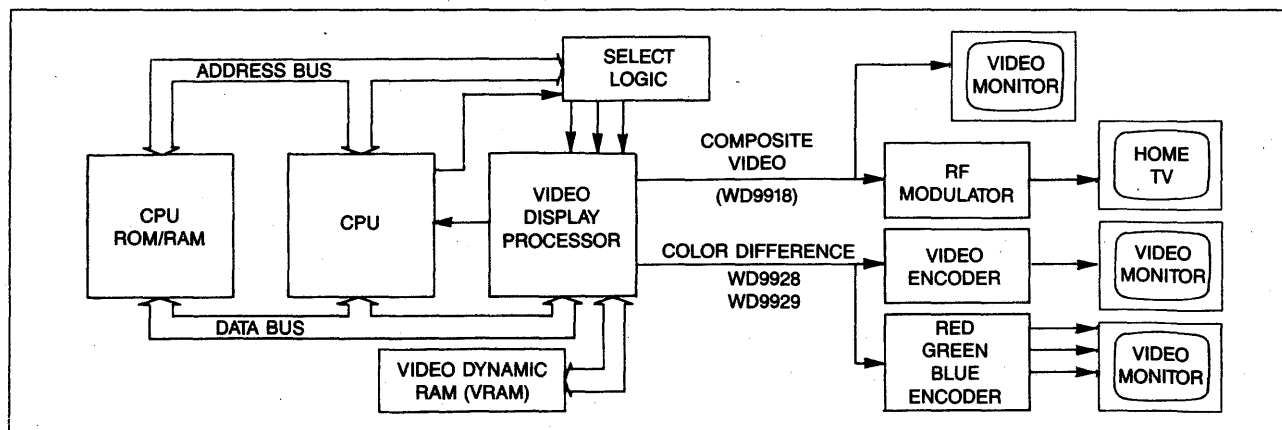 ADDRESS BUS
SELECT
LOGIC
CPU
ROM/RAM
CPU
VIDEO
DISPLAY
PROCESSOR
DATA BUS
VIDEO DYNAMIC
RAM (VRAM)
COMPOSITE
VIDEO
(WD9918)
COLOR DIFFERENCE
WD9928
WD9929
VIDEO
MONITOR
RF
MODULATOR
HOME
TV
VIDEO
ENCODER
VIDEO
MONITOR
RED
GREEN
BLUE
ENCODER
VIDEO
MONITOR